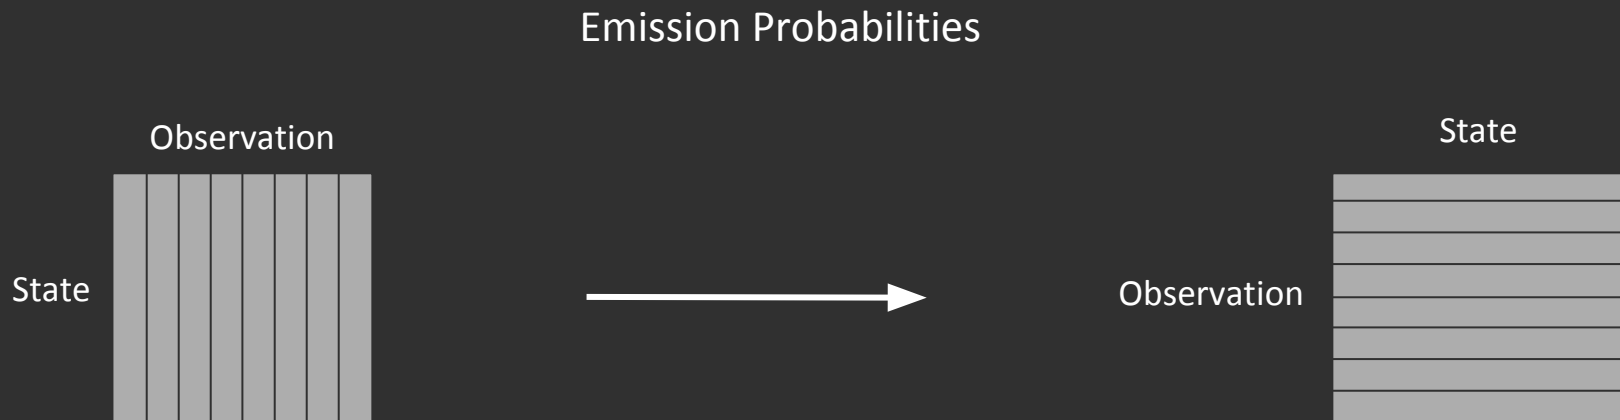 Emission Probabilities
Observation
State
State
Observation